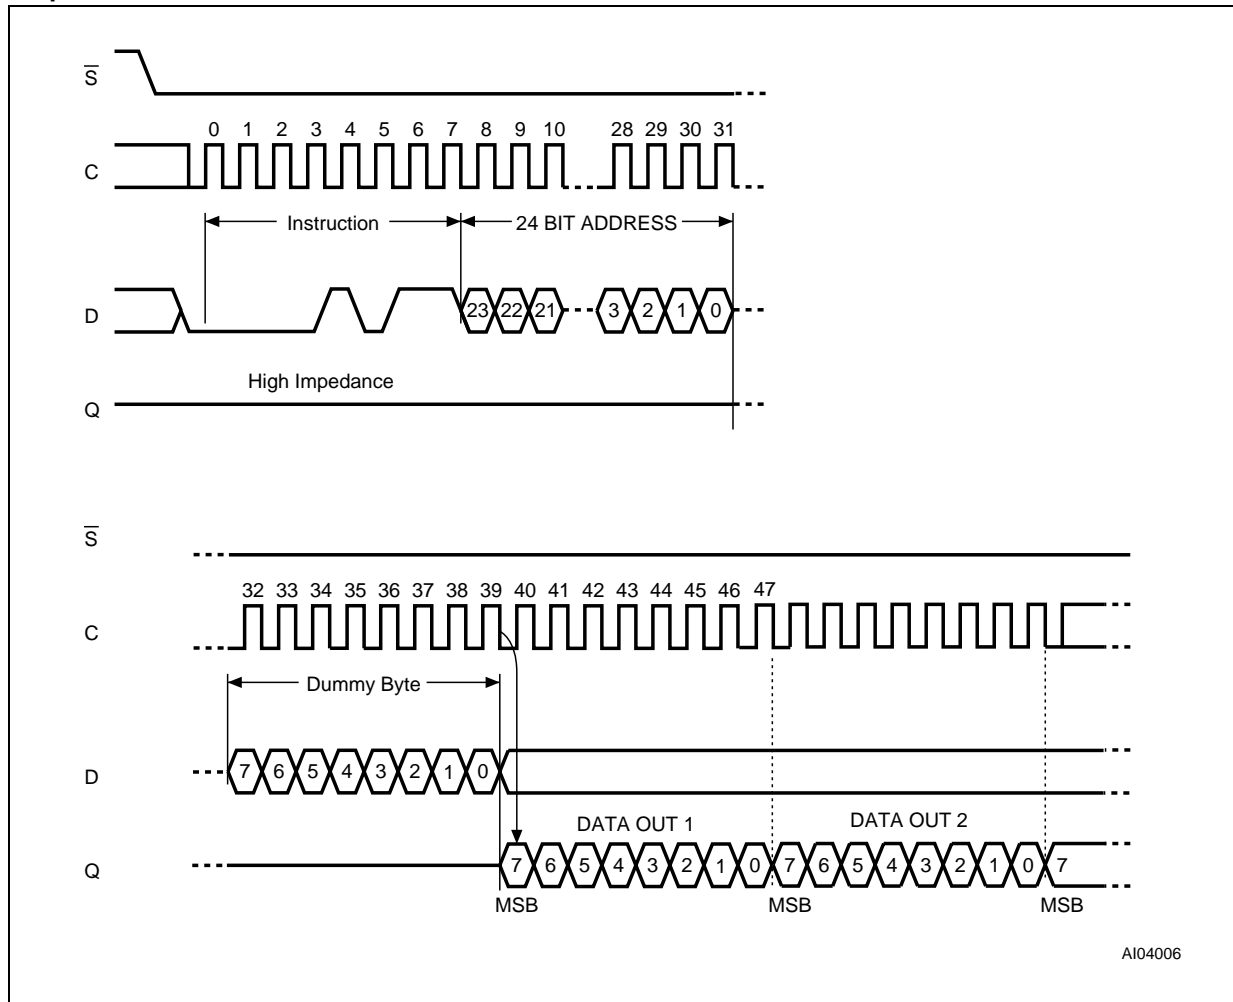 S
0 1 2 3 4 5 6 7 8 9 10 28 29 30 31
C
Instruction 24 BIT ADDRESS
D 23 22 21 3 2 1 0
High Impedance
Q
S
32 33 34 35 36 37 38 39 40 41 42 43 44 45 46 47
C
Dummy Byte
D 7 6 5 4 3 2 1 0
DATA OUT 1 DATA OUT 2
Q 7 6 5 4 3 2 1 0 7 6 5 4 3 2 1 0 7
MSB MSB MSB
AI04006